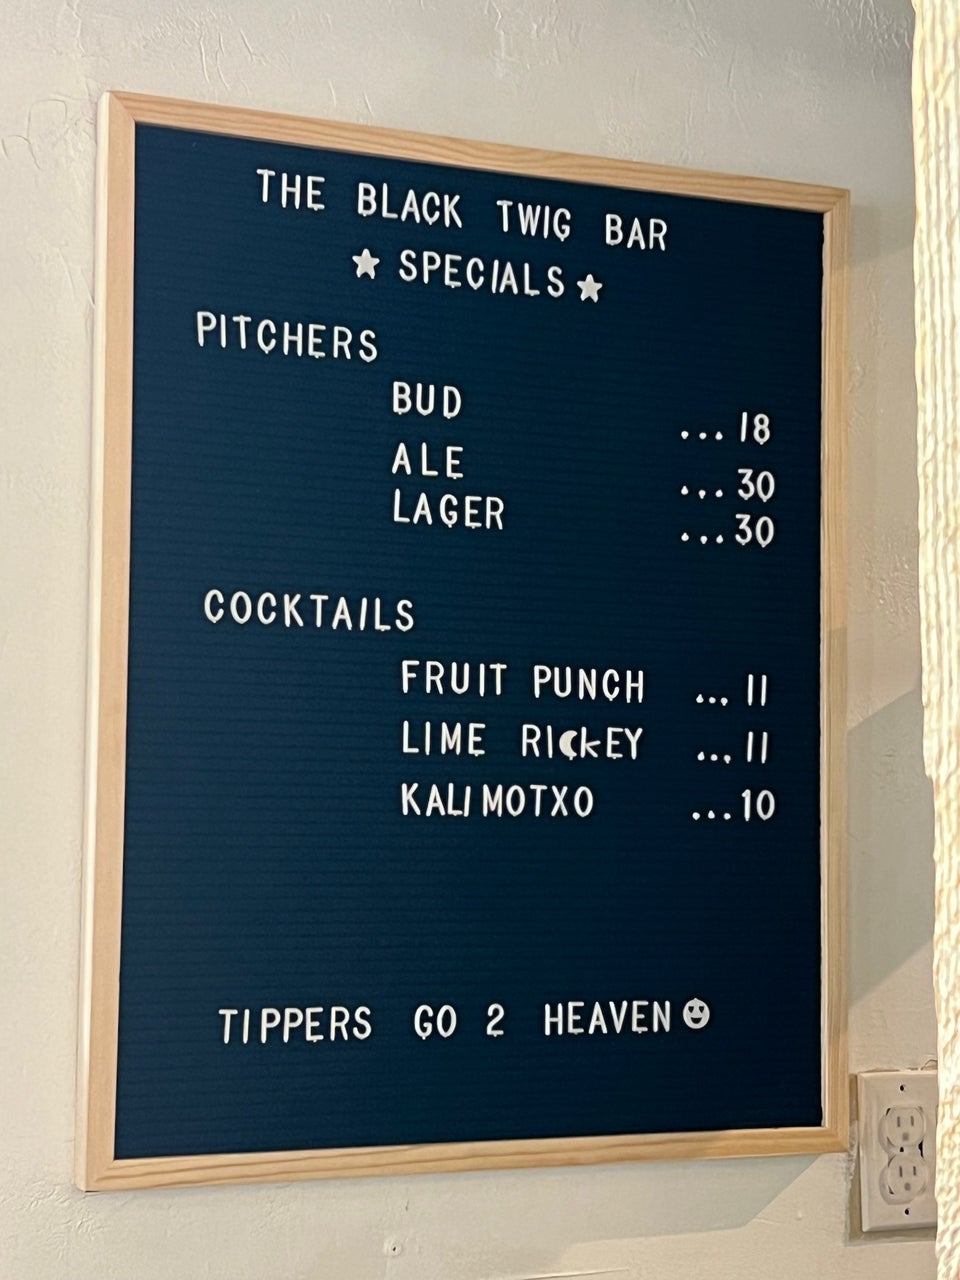 THE BLACK TWIG BAR
★ SPECIALS ★
PITCHERS
BUD ...18
ALE ...30
LAGER ...30
COCKTAILS
FRUIT PUNCH ... 11
LIME RICkEY ... 11
KALIMOTXO ...10
TIPPERS GO 2 HEAVEN 😍